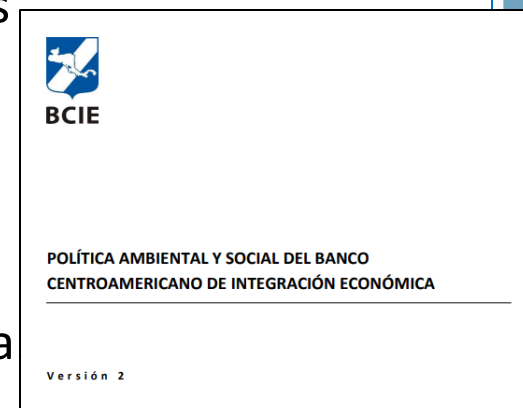 s
BCIE
POLÍTICA AMBIENTAL Y SOCIAL DEL BANCO
CENTROAMERICANO DE INTEGRACIÓN ECONÓMICA
a
Versión 2